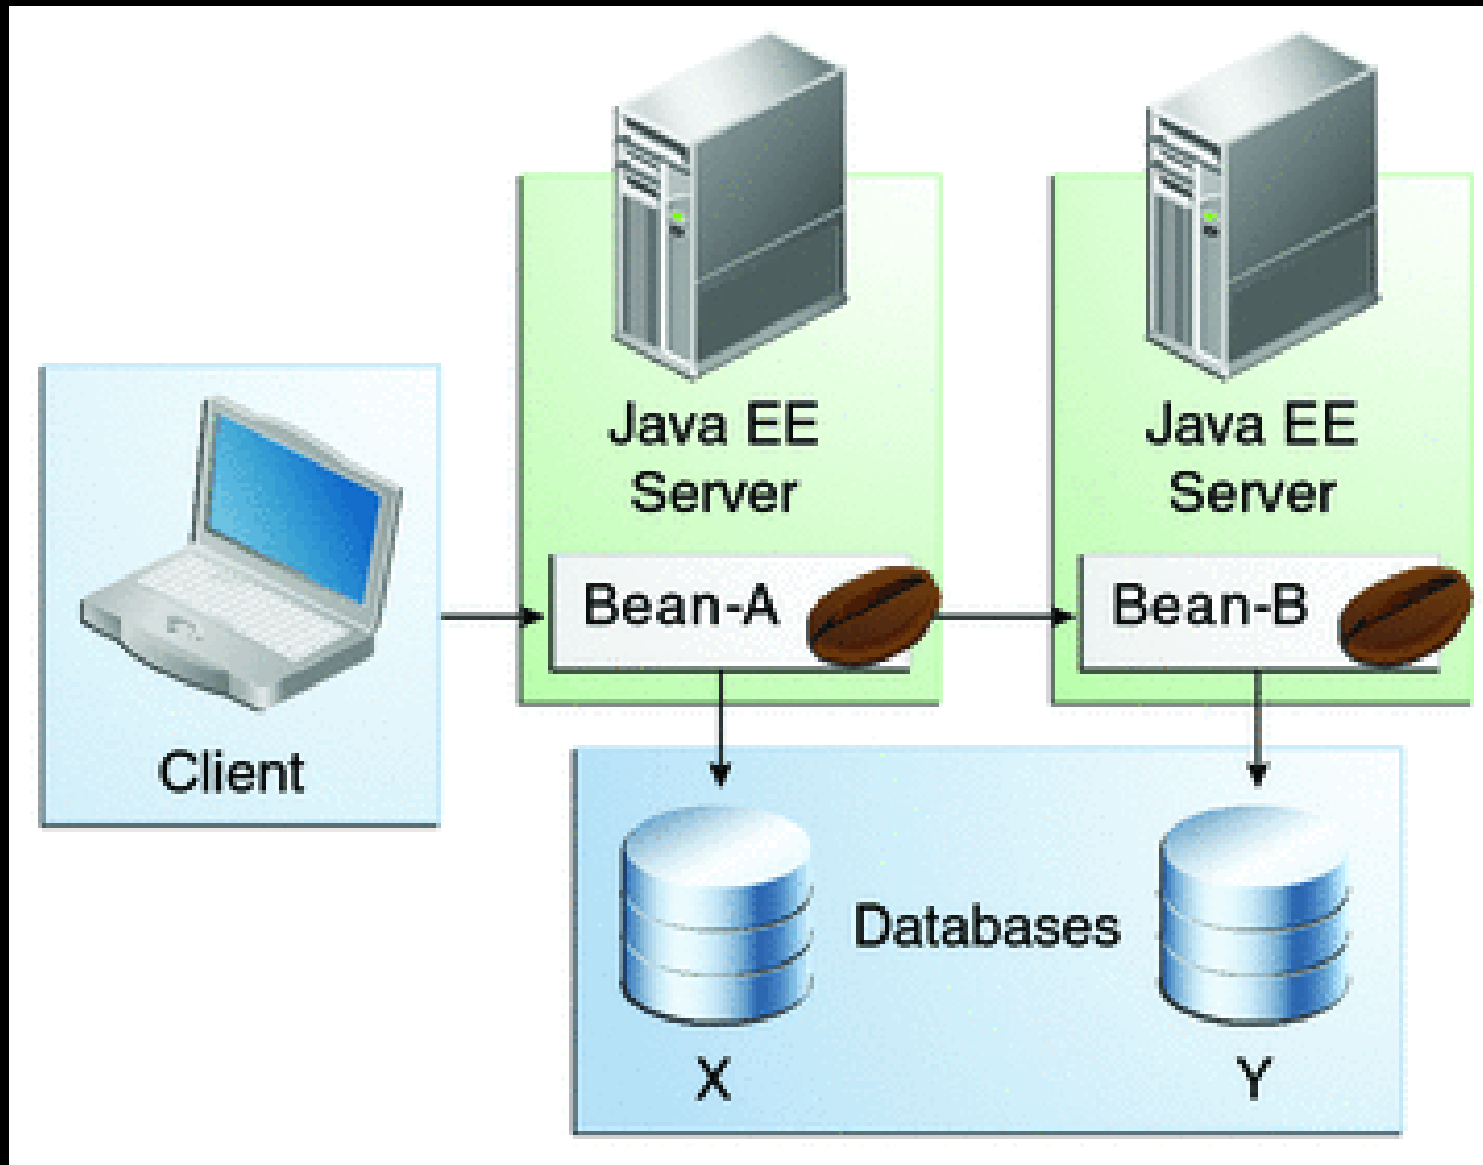 Java EE
Server
Java EE
Server
Bean-A
Bean-B
Client
Databases
X
Y